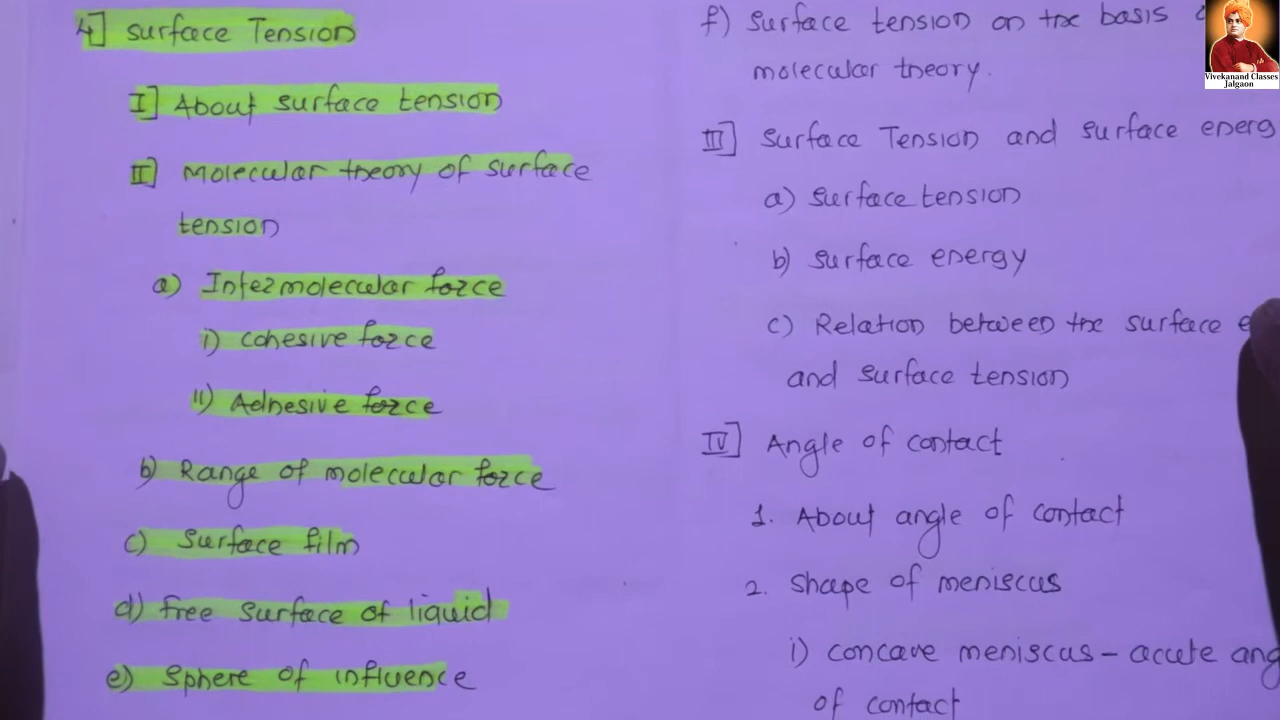 4] Surface Tension
I] About surface tension
II] Molecular theory of surface
tension
a) Intermolecular force
i) cohesive force
ii) Adhesive force
b) Range of molecular force
c) Surface film
d) free surface of liquid
e) sphere of influence
f) surface tension on the basis
molecular theory.
III] surface Tension and surface energ
a) surface tension
b) surface energy
c) Relation between the surface e
and surface tension
IV] Angle of contact
1. About angle of contact
2. shape of meniscus
i) concave meniscus - accute ang
of contact
Vivekanand Classes
Jalgaon